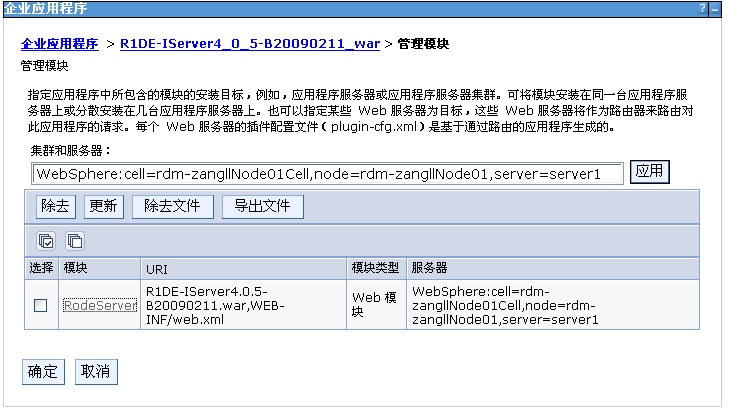 企业应用程序 ? –
企业应用程序 > R1DE-IServer4_0_5-B20090211_war > 管理模块
管理模块
指定应用程序中所包含的模块的安装目标，例如，应用程序服务器或应用程序服务器集群。可将模块安装在同一台应用程序服
务器上或分散安装在几台应用程序服务器上。也可以指定某些 Web 服务器为目标，这些 Web 服务器将作为路由器来路由对
此应用程序的请求。每个 Web 服务器的插件配置文件（plugin-cfg.xml）是基于通过路由的应用程序生成的。
集群和服务器：
WebSphere:cell=rdm-zangllNode01Cell,node=rdm-zangllNode01,server=server1 应用
除去 更新 除去文件 导出文件
选择 模块 URI 模块类型 服务器
RodeServer
R1DE-IServer4.0.5-
B20090211.war,WEB-
INF/web.xml
Web 模
块
WebSphere:cell=rdm-
zangllNode01Cell,node=rdm-
zangllNode01,server=server1
确定 取消